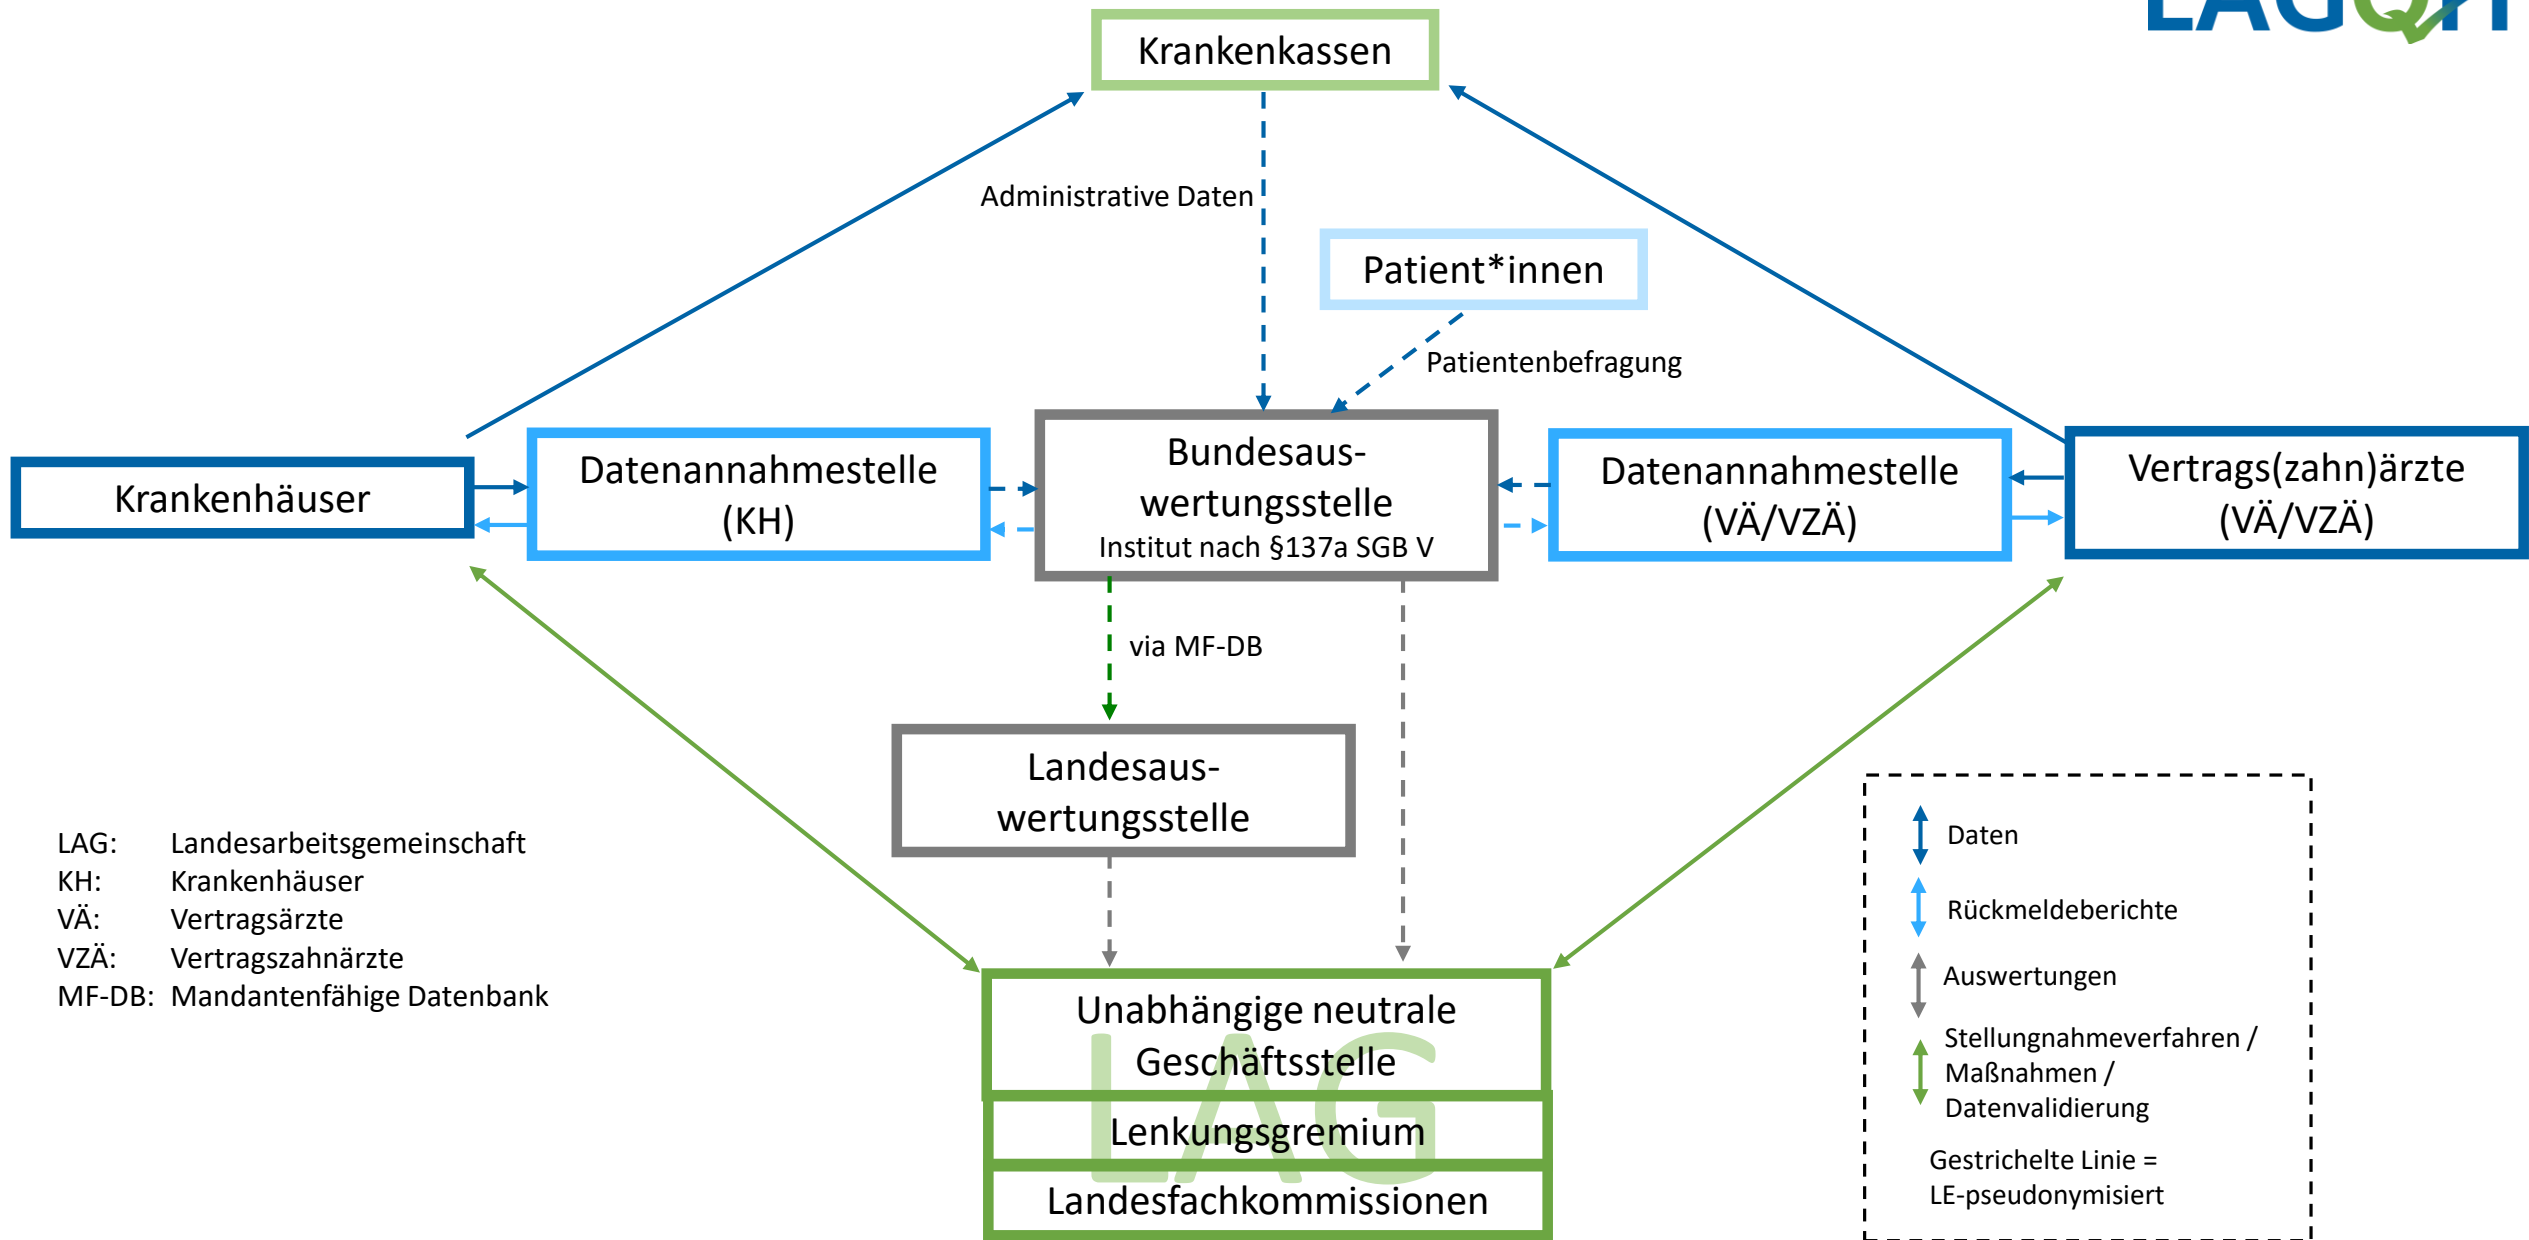 Krankenkassen
Administrative Daten
Patient*innen
Patientenbefragung
Krankenhäuser
Datenannahmestelle
(KH)
Bundesaus-
wertungsstelle
Institut nach §137a SGB V
Datenannahmestelle
(VÄ/VZÄ)
Vertrags(zahn)ärzte
(VÄ/VZÄ)
via MF-DB
Landesaus-
wertungsstelle
LAG: Landesarbeitsgemeinschaft
KH: Krankenhäuser
VÄ: Vertragsärzte
VZÄ: Vertragszahnärzte
MF-DB: Mandantenfähige Datenbank
Unabhängige neutrale
Geschäftsstelle
LAG
Lenkungsgremium
Landesfachkommissionen
Daten
Rückmeldeberichte
Auswertungen
Stellungnahmeverfahren /
Maßnahmen /
Datenvalidierung
Gestrichelte Linie =
LE-pseudonymisiert